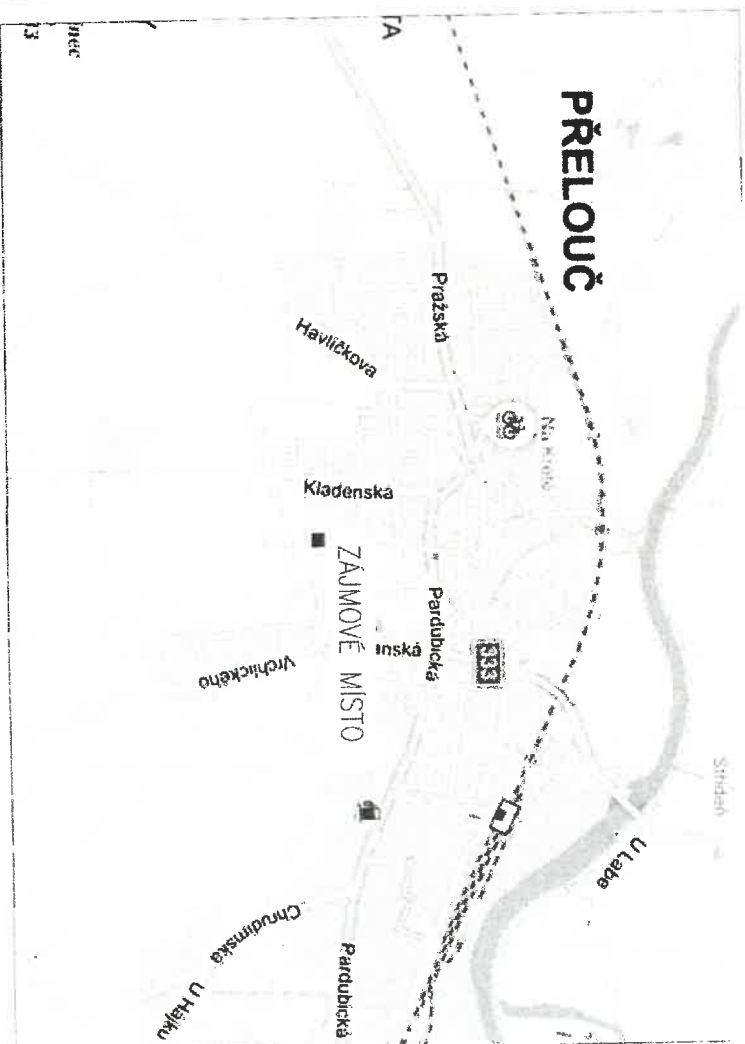 PŘELOUČ
U Labe
333
Pražská
Pardubická
Havlíčkova
Kladenská
ZÁJMOVÉ MÍSTO
Vrchlického
Pardubická
Chrudimská
U Hájku